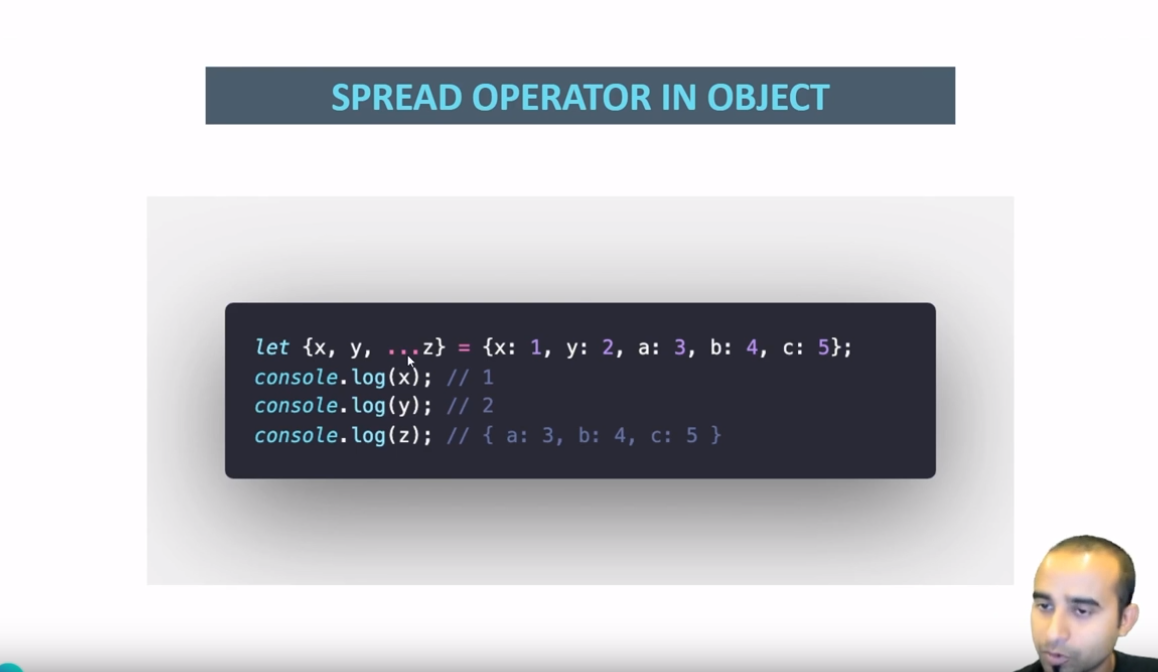 SPREAD OPERATOR IN OBJECT
let {x, y, ...z} = {x: 1, y: 2, a: 3, b: 4, c: 5};
console.log(x); // 1
console.log(y); // 2
console.log(z); // { a: 3, b: 4, c: 5 }